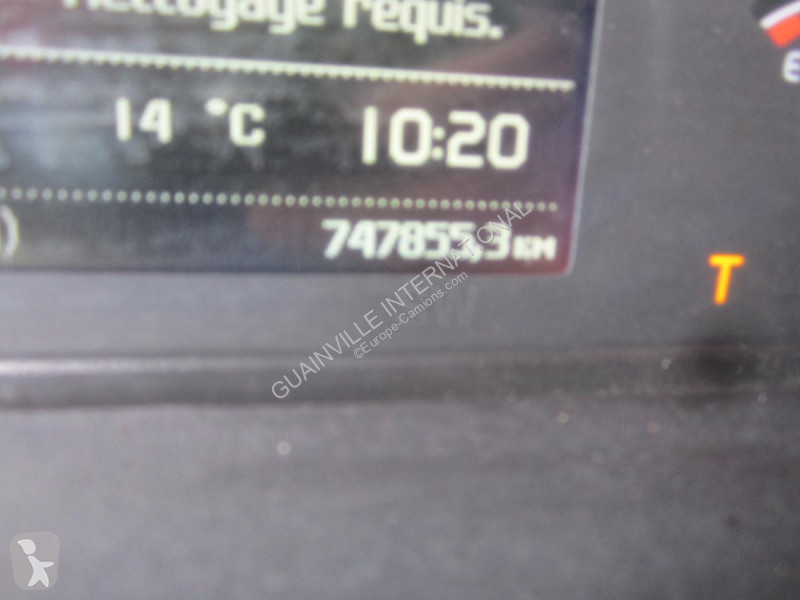 Nettoyage requis.
E
14 °C 10:20
) 747855,3 KM
T
GUAINVILLE INTERNATIONAL
©Europe-Camions.com